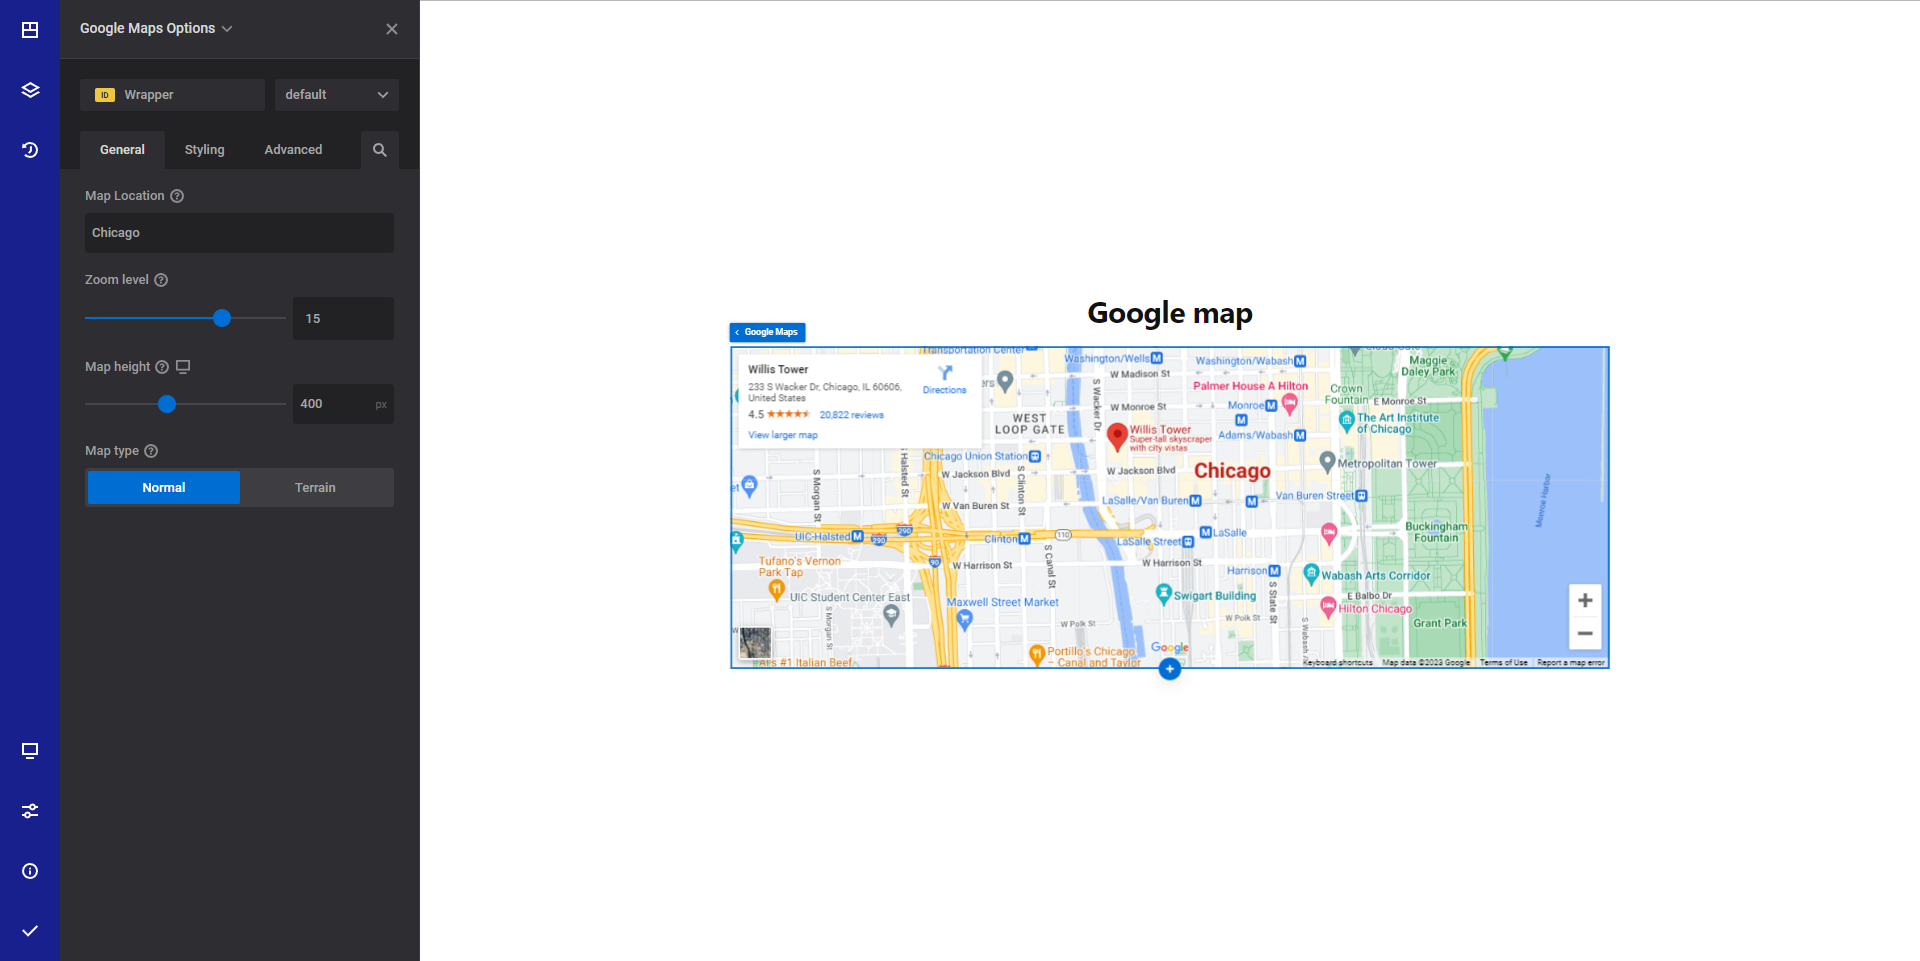 Google Maps Options
ID Wrapper
default
General
Styling
Advanced
Map Location
Chicago
Zoom level
15
Map height
400 px
Map type
Normal
Terrain
Google map
Google Maps
Willis Tower
233 S Wacker Dr, Chicago, IL 60606,
United States
4.5
20,822 reviews
View larger map
Directions
Transportation Center
Washington/Wells
Washington/Wabash
W Madison St
Palmer House A Hilton
Maggie
Daley Park
Crown
Fountain
E Monroe St
W Monroe St
Monroe
S Wacker Dr
WEST
LOOP GATE
The Art Institute
of Chicago
Willis Tower
Super-tall skyscraper
with city vistas
Adams/Wabash
Chicago Union Station
Metropolitan Tower
W Jackson Blvd
W Jackson Blvd
Chicago
S Morgan St
S Halsted St
S Clinton St
LaSalle/Van Buren
Van Buren Street
W Van Buren St
Monroe Harbor
UIC-Halsted
290
290
Clinton
110
LaSalle Street
LaSalle
Buckingham
Fountain
Tufano's Vernon
Park Tap
90
W Harrison St
S Canal St
W Harrison St
Harrison
Wabash Arts Corridor
UIC Student Center East
Maxwell Street Market
Swigart Building
S State St
E Balbo Dr
Hilton Chicago
S Morgan St
W Polk St
W Polk St
S Wabash
Grant Park
Portillo's Chicago
– Canal and Taylor
Al's #1 Italian Beef
Google
Keyboard shortcuts
Map data ©2023 Google
Terms of Use
Report a map error